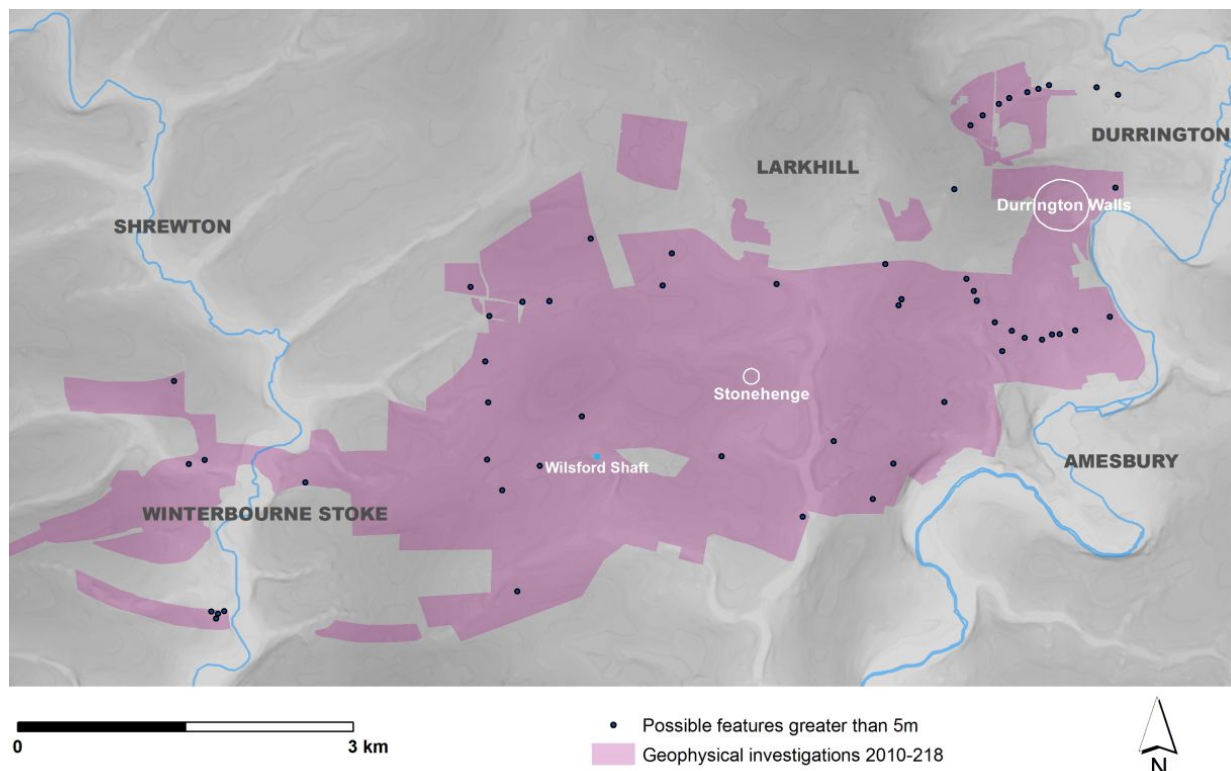 DURRINGTON
LARKHILL
Durrington Walls
SHREWTON
Stonehenge
AMESBURY
Wilsford Shaft
WINTERBOURNE STOKE
Possible features greater than 5m
0
3 km
Geophysical investigations 2010-218
N